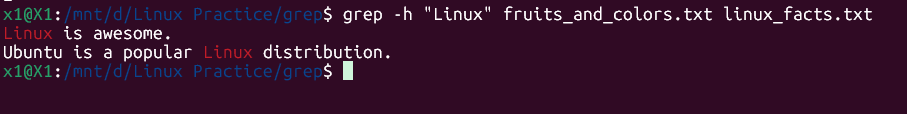 x1@X1:/mnt/d/Linux Practice/grep$ grep -h "Linux" fruits_and_colors.txt linux_facts.txt
Linux is awesome.
Ubuntu is a popular Linux distribution.
x1@X1:/mnt/d/Linux Practice/grep$